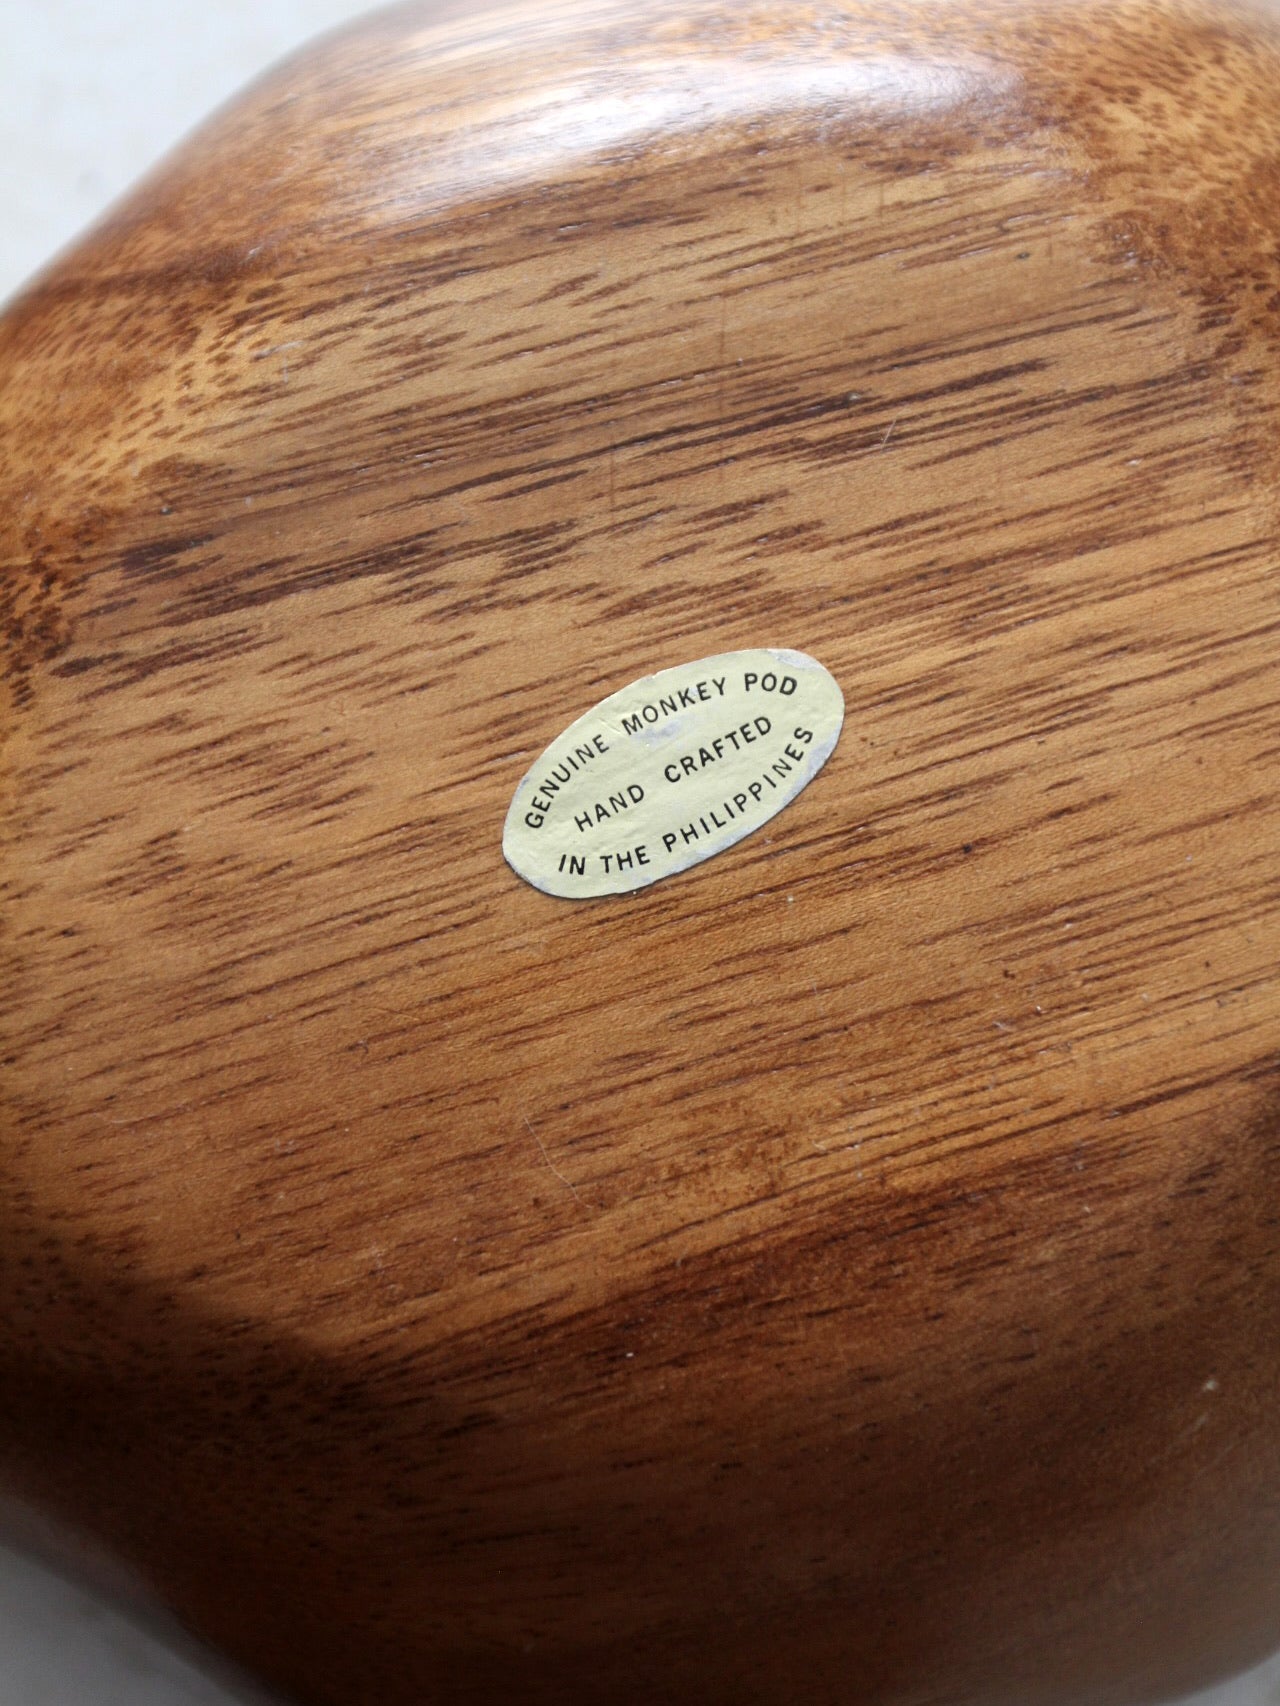 GENUINE MONKEY POD
HAND CRAFTED
IN THE PHILIPPINES